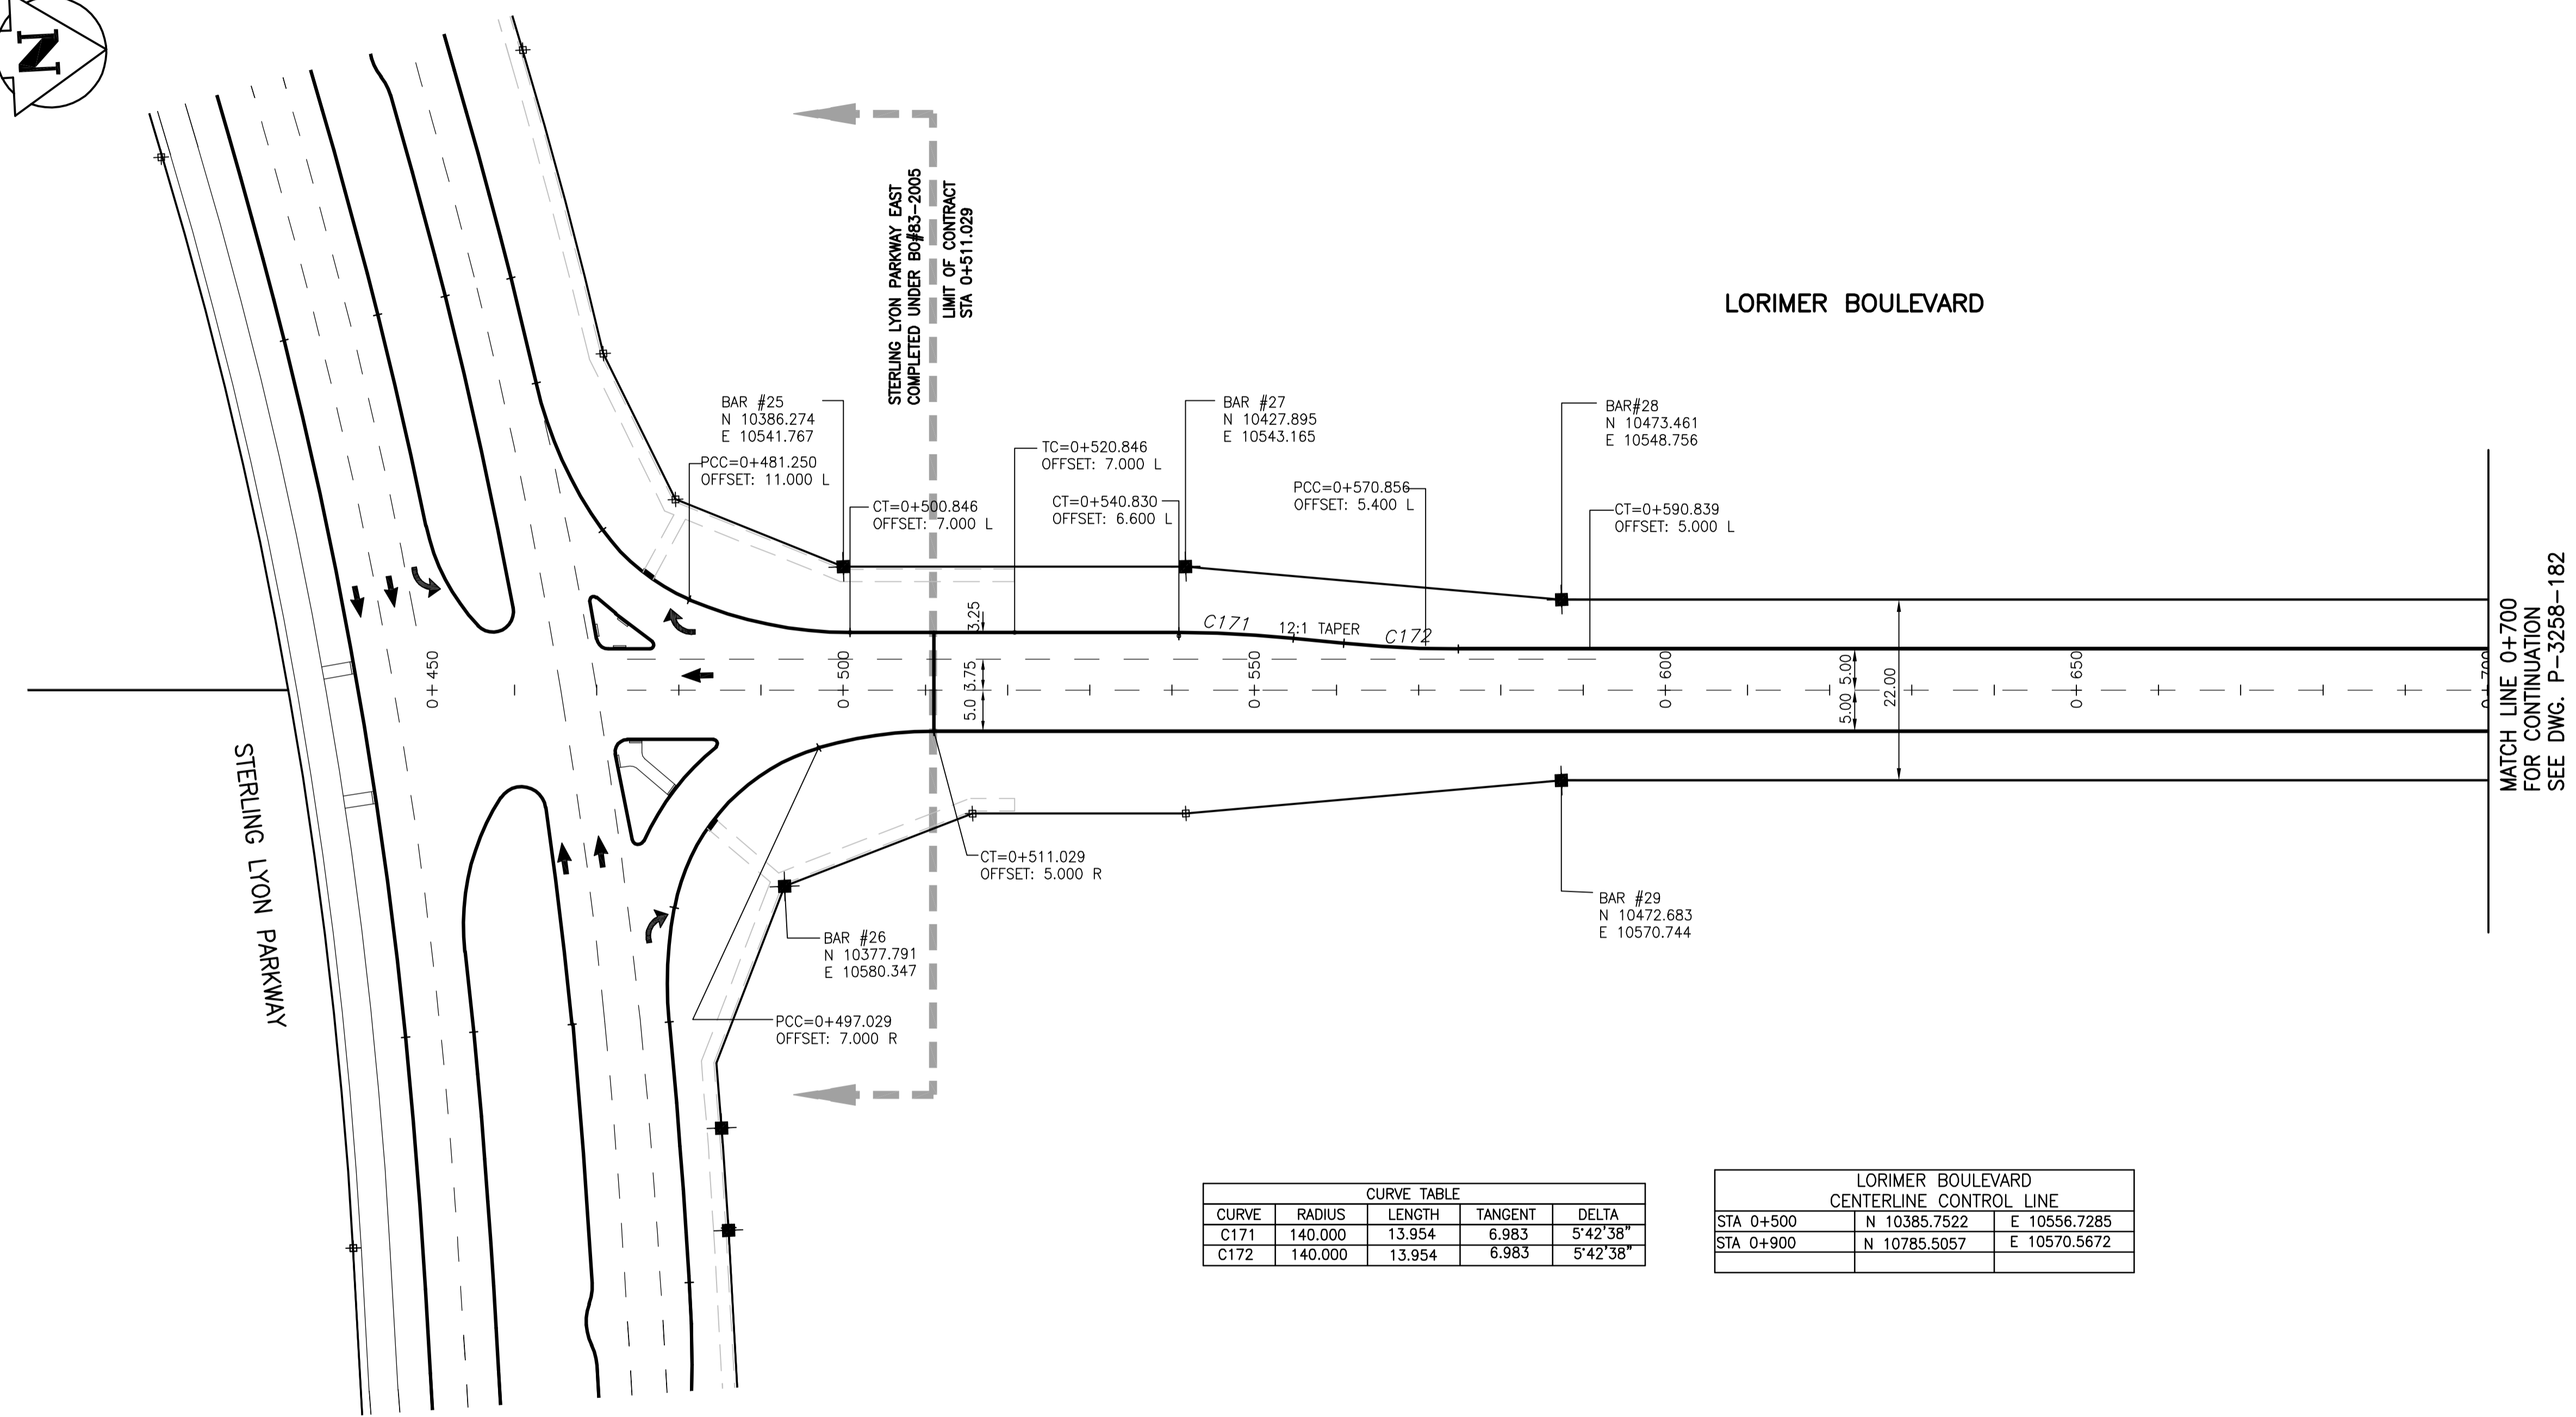 N
STERLING LYON PARKWAY EAST
COMPLETED UNDER BO#83-2005
LIMIT OF CONTRACT
STA 0+511.029
LORIMER BOULEVARD
BAR #25
N 10386.274
E 10541.767
PCC=0+481.250
OFFSET: 11.000 L
CT=0+500.846
OFFSET: 7.000 L
TC=0+520.846
OFFSET: 7.000 L
CT=0+540.830
OFFSET: 6.600 L
BAR #27
N 10427.895
E 10543.165
PCC=0+570.856
OFFSET: 5.400 L
BAR#28
N 10473.461
E 10548.756
CT=0+590.839
OFFSET: 5.000 L
3.25
C171
12:1 TAPER
C172
0+450
0+500
0+550
0+600
0+650
0+700
5.0 3.75
5.00 5.00
22.00
MATCH LINE 0+700
FOR CONTINUATION
SEE DWG. P-3258-182
STERLING LYON PARKWAY
CT=0+511.029
OFFSET: 5.000 R
BAR #26
N 10377.791
E 10580.347
PCC=0+497.029
OFFSET: 7.000 R
BAR #29
N 10472.683
E 10570.744
CURVE TABLE
CURVE RADIUS LENGTH TANGENT DELTA
C171 140.000 13.954 6.983 5°42'38"
C172 140.000 13.954 6.983 5°42'38"
LORIMER BOULEVARD
CENTERLINE CONTROL LINE
STA 0+500 N 10385.7522 E 10556.7285
STA 0+900 N 10785.5057 E 10570.5672